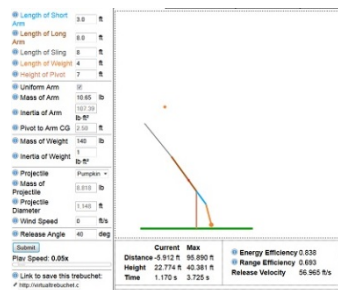 Length of Short Arm 3.0 ft
Length of Long Arm 8.0 ft
Length of Sling 8 ft
Length of Weight 4 ft
Height of Pivot 7 ft
Uniform Arm
Mass of Arm 10.65 lb
Inertia of Arm 107.39 lb·ft²
Pivot to Arm CG 2.50 ft
Mass of Weight 140 lb
Inertia of Weight 1 lb·ft²
Projectile Pumpkin
Mass of Projectile lb
Projectile Diameter 1.140 ft
Wind Speed 0 ft/s
Release Angle 40 deg
Submit
Play Speed: 0.05x
Link to save this trebuchet:
http://virtualtrebuchet.c
Current Max
Distance -5.912 ft 95.890 ft
Height 22.774 ft 40.381 ft
Time 1.170 s 3.725 s
Energy Efficiency 0.838
Range Efficiency 0.693
Release Velocity 56.965 ft/s